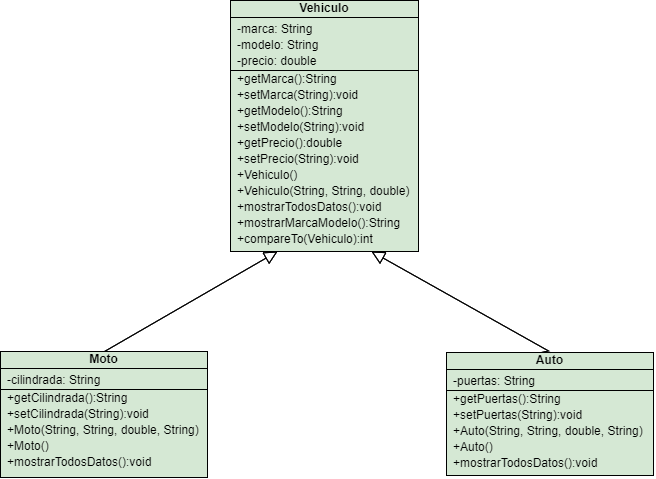 Vehiculo
-marca: String
-modelo: String
-precio: double
+getMarca():String
+setMarca(String):void
+getModelo():String
+setModelo(String):void
+getPrecio():double
+setPrecio(String):void
+Vehiculo()
+Vehiculo(String, String, double)
+mostrarTodosDatos():void
+mostrarMarcaModelo():String
+compareTo(Vehiculo):int
Moto
-cilindrada: String
+getCilindrada():String
+setCilindrada(String):void
+Moto(String, String, double, String)
+Moto()
+mostrarTodosDatos():void
Auto
-puertas: String
+getPuertas():String
+setPuertas(String):void
+Auto(String, String, double, String)
+Auto()
+mostrarTodosDatos():void